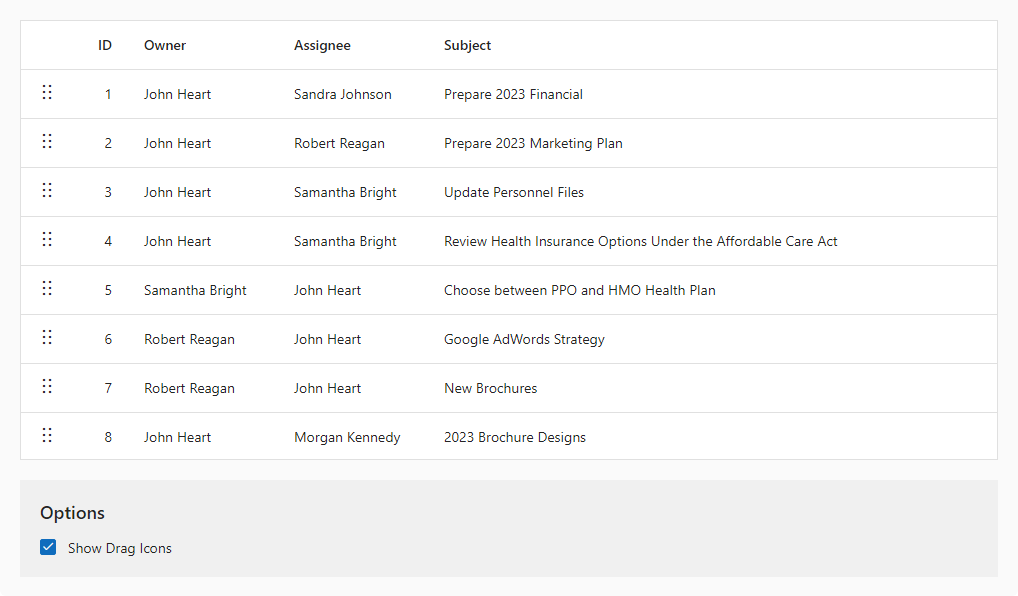 ID Owner Assignee Subject
1 John Heart Sandra Johnson Prepare 2023 Financial
2 John Heart Robert Reagan Prepare 2023 Marketing Plan
3 John Heart Samantha Bright Update Personnel Files
4 John Heart Samantha Bright Review Health Insurance Options Under the Affordable Care Act
5 Samantha Bright John Heart Choose between PPO and HMO Health Plan
6 Robert Reagan John Heart Google AdWords Strategy
7 Robert Reagan John Heart New Brochures
8 John Heart Morgan Kennedy 2023 Brochure Designs
Options
Show Drag Icons